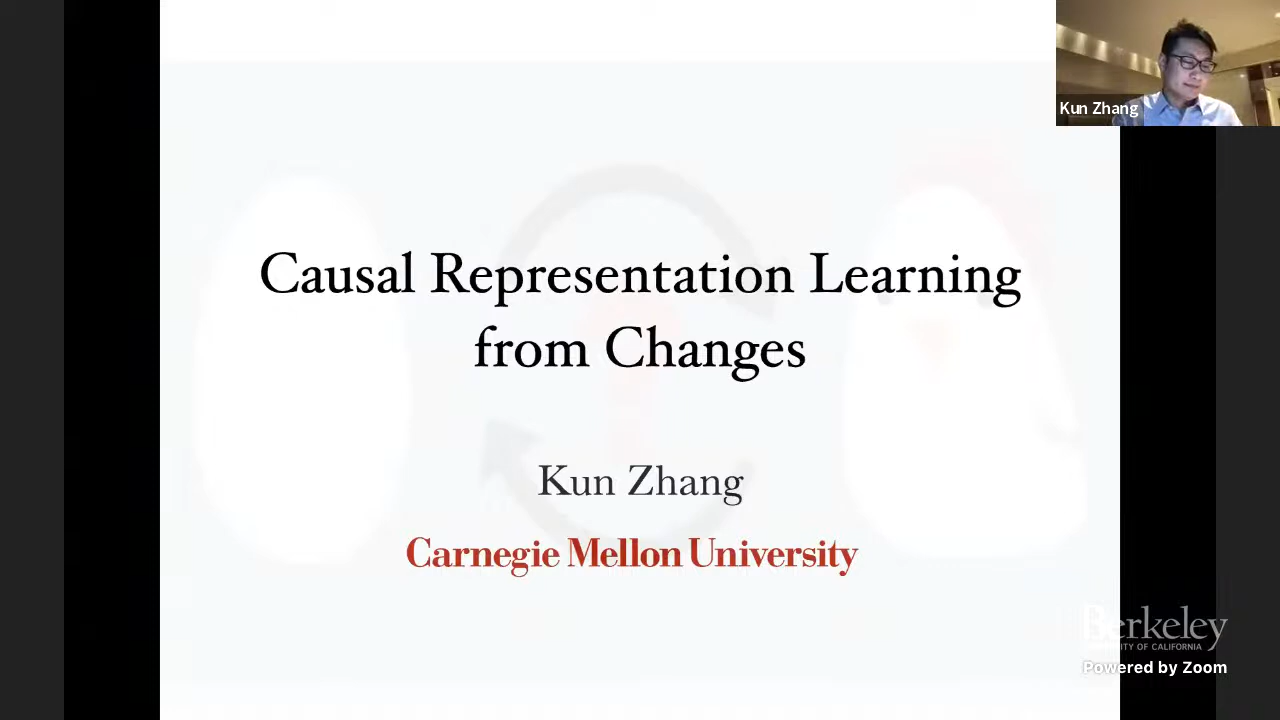 Kun Zhang
Causal Representation Learning
from Changes
Kun Zhang
Carnegie Mellon University
Berkeley
UNIVERSITY OF CALIFORNIA
Powered by Zoom